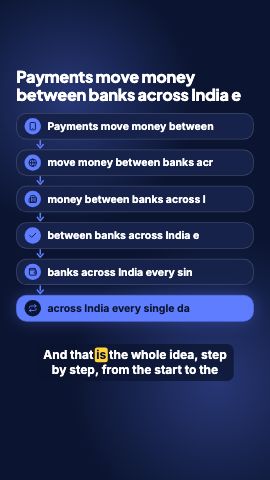 Payments move money
between banks across India e
Payments move money between
move money between banks acr
money between banks across I
between banks across India e
banks across India every sin
across India every single da
And that is the whole idea, step
by step, from the start to the